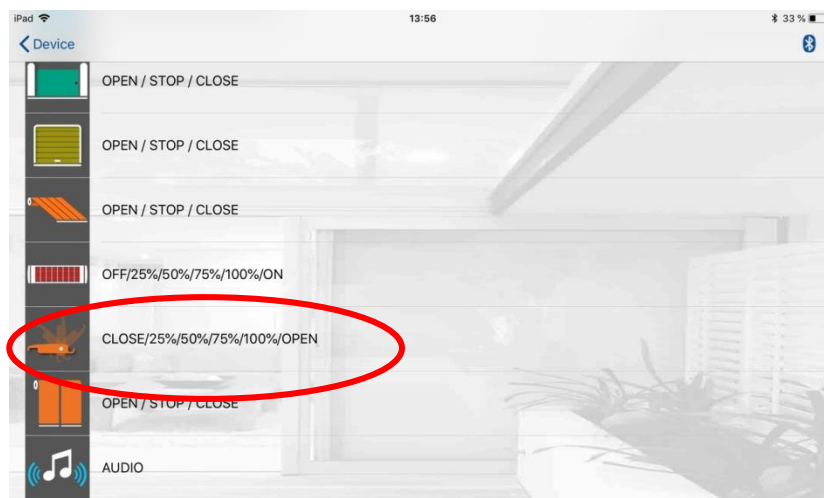 iPad 13:56 33 %
Device
OPEN / STOP / CLOSE
OPEN / STOP / CLOSE
OPEN / STOP / CLOSE
OFF/25%/50%/75%/100%/ON
CLOSE/25%/50%/75%/100%/OPEN
OPEN / STOP / CLOSE
AUDIO